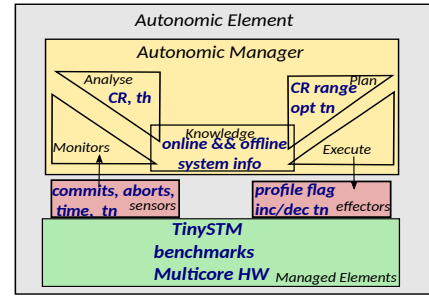 Autonomic Element
Autonomic Manager
Analyse
CR, th
Plan
CR range
opt tn
Knowledge
online && offline
system info
Monitors
Execute
commits, aborts,
time, tn sensors
profile flag
inc/dec tn effectors
TinySTM
benchmarks
Multicore HW Managed Elements